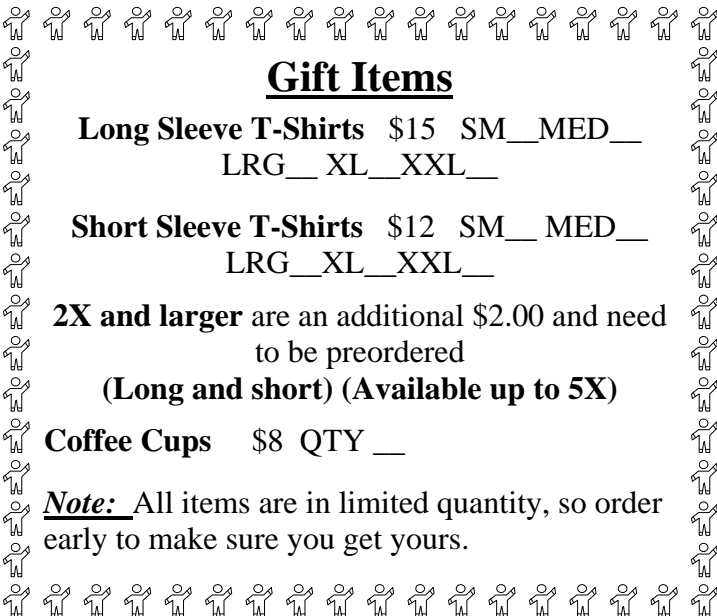 Gift Items
Long Sleeve T-Shirts $15 SM__MED__
LRG__ XL__XXL__
Short Sleeve T-Shirts $12 SM__ MED__
LRG__XL__XXL__
2X and larger are an additional $2.00 and need
to be preordered
(Long and short) (Available up to 5X)
Coffee Cups $8 QTY __
Note: All items are in limited quantity, so order
early to make sure you get yours.